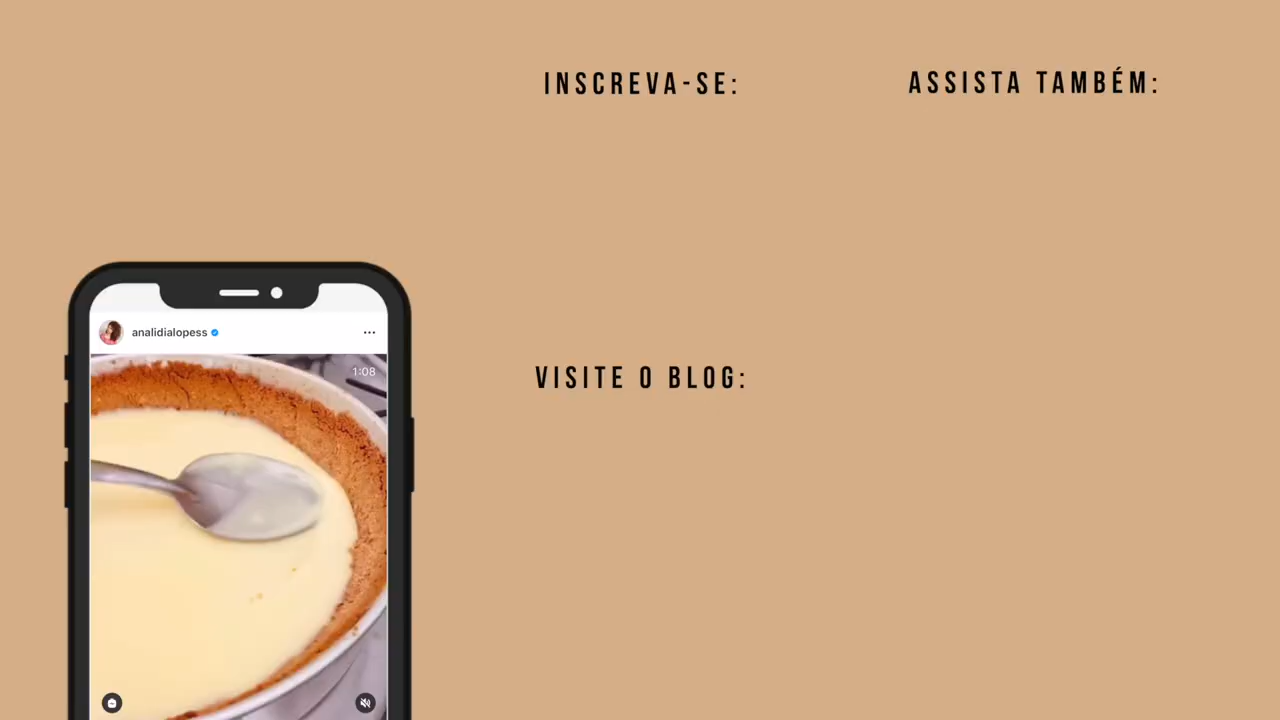 INSCREVA-SE:
ASSISTA TAMBÉM:
analidialopess
1:08
VISITE O BLOG: